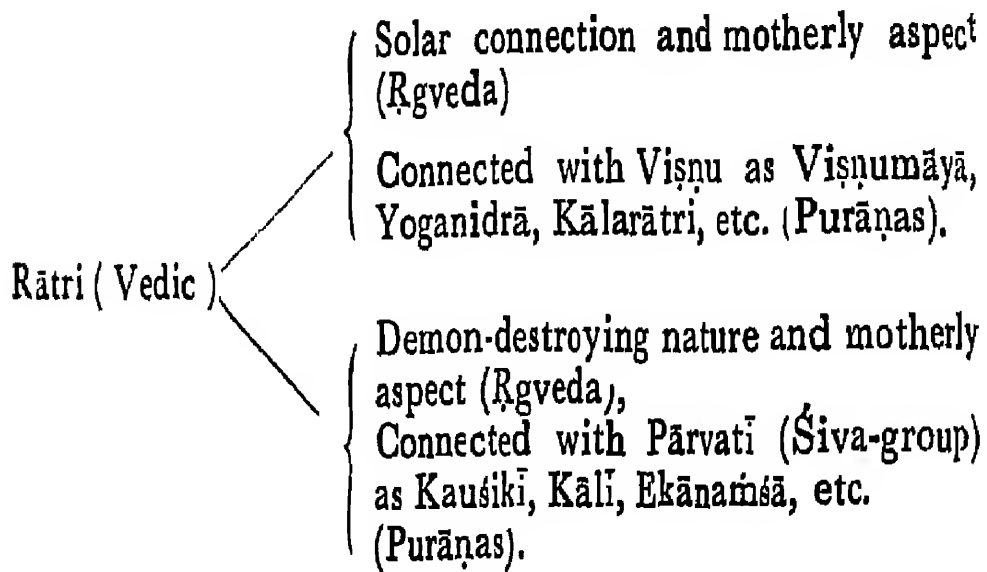 Solar connection and motherly aspect
(Ṛgveda)
Connected with Viṣṇu as Viṣṇumāyā,
Yoganidrā, Kālarātri, etc. (Purāṇas).
Rātri ( Vedic )
Demon-destroying nature and motherly
aspect (Ṛgveda),
Connected with Pārvatī (Śiva-group)
as Kauśikī, Kālī, Ekānaṁśā, etc.
(Purāṇas).